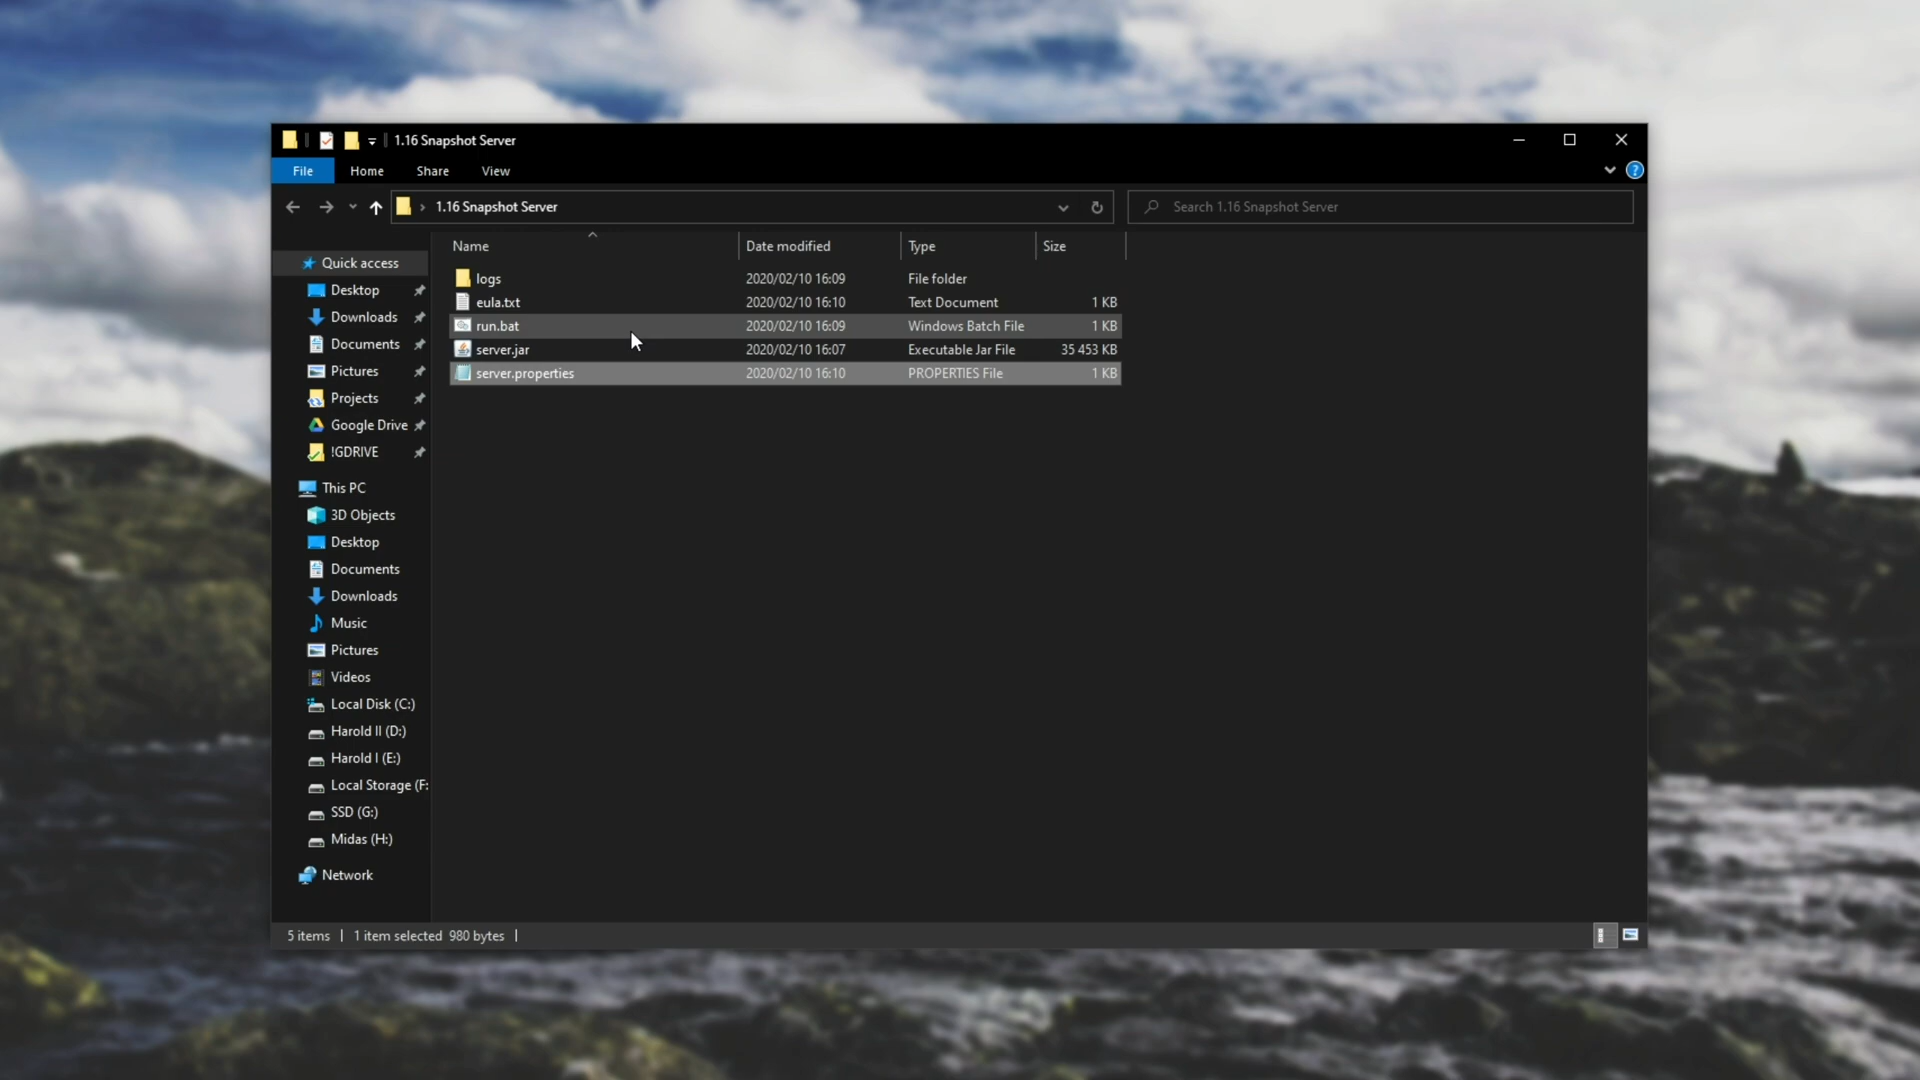 1.16 Snapshot Server
File Home Share View
1.16 Snapshot Server
Search 1.16 Snapshot Server
Name Date modified Type Size
Quick access
Desktop
Downloads
Documents
Pictures
Projects
Google Drive
!GDRIVE
This PC
3D Objects
Desktop
Documents
Downloads
Music
Pictures
Videos
Local Disk (C:)
Harold II (D:)
Harold I (E:)
Local Storage (F:
SSD (G:)
Midas (H:)
Network
logs 2020/02/10 16:09 File folder
eula.txt 2020/02/10 16:10 Text Document 1 KB
run.bat 2020/02/10 16:09 Windows Batch File 1 KB
server.jar 2020/02/10 16:07 Executable Jar File 35 453 KB
server.properties 2020/02/10 16:10 PROPERTIES File 1 KB
5 items 1 item selected 980 bytes